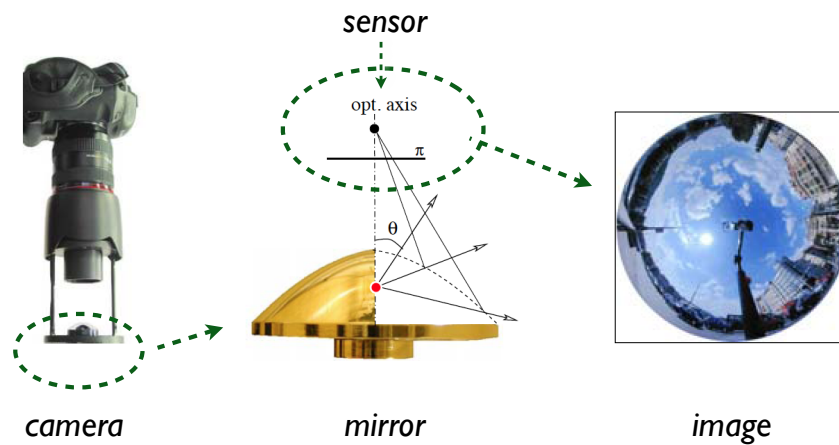 sensor
opt. axis
π
θ
camera
mirror
image